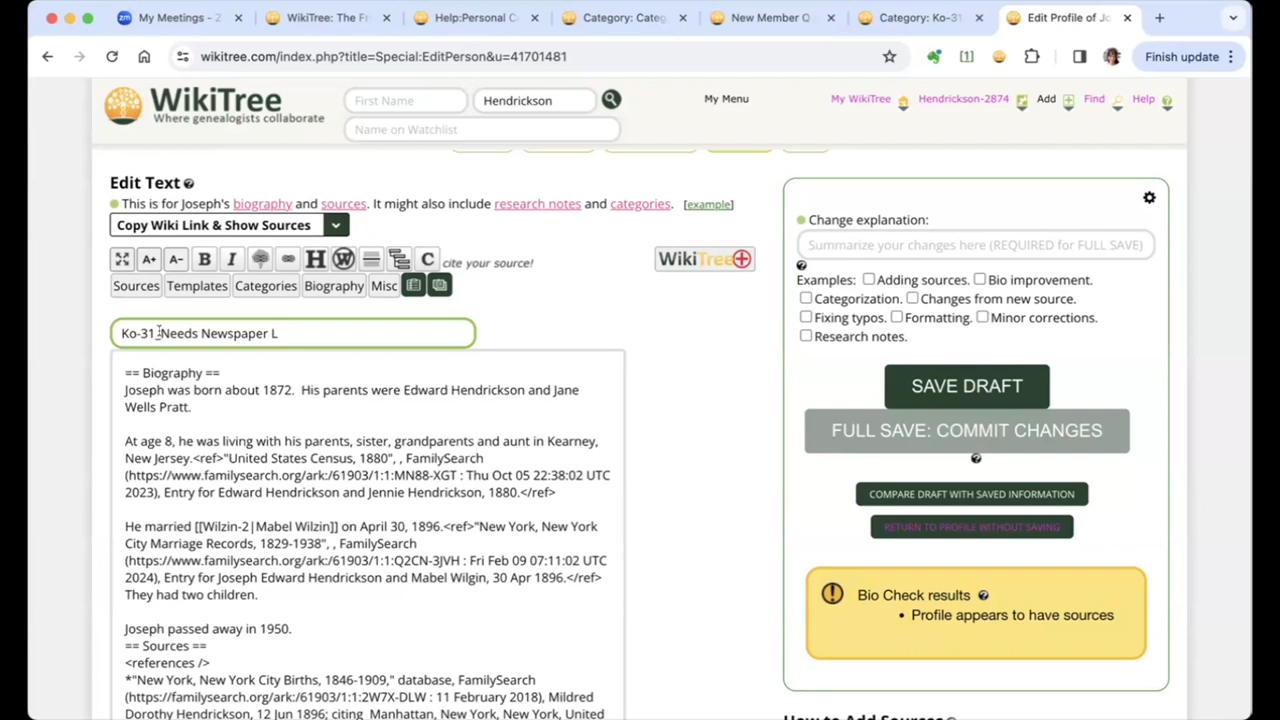 My Meetings - Z
WikiTree: The Fr
Help:Personal C
Category: Categ
New Member Q
Category: Ko-31
Edit Profile of Jo
wikitree.com/index.php?title=Special:EditPerson&u=41701481
[1]
Finish update
WikiTree
Where genealogists collaborate
First Name
Hendrickson
Name on Watchlist
My Menu
My WikiTree
Hendrickson-2874
Add
Find
Help
Edit Text
This is for Joseph's biography and sources. It might also include research notes and categories. [example]
Copy Wiki Link & Show Sources
A+ A- B I H W C cite your source!
WikiTree+
Sources Templates Categories Biography Misc
Ko-31 Needs Newspaper L
== Biography ==
Joseph was born about 1872.  His parents were Edward Hendrickson and Jane
Wells Pratt.
At age 8, he was living with his parents, sister, grandparents and aunt in Kearney,
New Jersey.<ref>"United States Census, 1880", , FamilySearch
(https://www.familysearch.org/ark:/61903/1:1:MN88-XGT : Thu Oct 05 22:38:02 UTC
2023), Entry for Edward Hendrickson and Jennie Hendrickson, 1880.</ref>
He married [[Wilzin-2|Mabel Wilzin]] on April 30, 1896.<ref>"New York, New York
City Marriage Records, 1829-1938", , FamilySearch
(https://www.familysearch.org/ark:/61903/1:1:Q2CN-3JVH : Fri Feb 09 07:11:02 UTC
2024), Entry for Joseph Edward Hendrickson and Mabel Wilgin, 30 Apr 1896.</ref>
They had two children.
Joseph passed away in 1950.
== Sources ==
<references />
*"New York, New York City Births, 1846-1909," database, FamilySearch
(https://familysearch.org/ark:/61903/1:1:2W7X-DLW : 11 February 2018), Mildred
Dorothy Hendrickson, 12 Jun 1896; citing  Manhattan, New York, New York, United
Change explanation:
Summarize your changes here (REQUIRED for FULL SAVE)
Examples: Adding sources. Bio improvement.
Categorization. Changes from new source.
Fixing typos. Formatting. Minor corrections.
Research notes.
SAVE DRAFT
FULL SAVE: COMMIT CHANGES
COMPARE DRAFT WITH SAVED INFORMATION
RETURN TO PROFILE WITHOUT SAVING
Bio Check results
• Profile appears to have sources
How to Add Sources